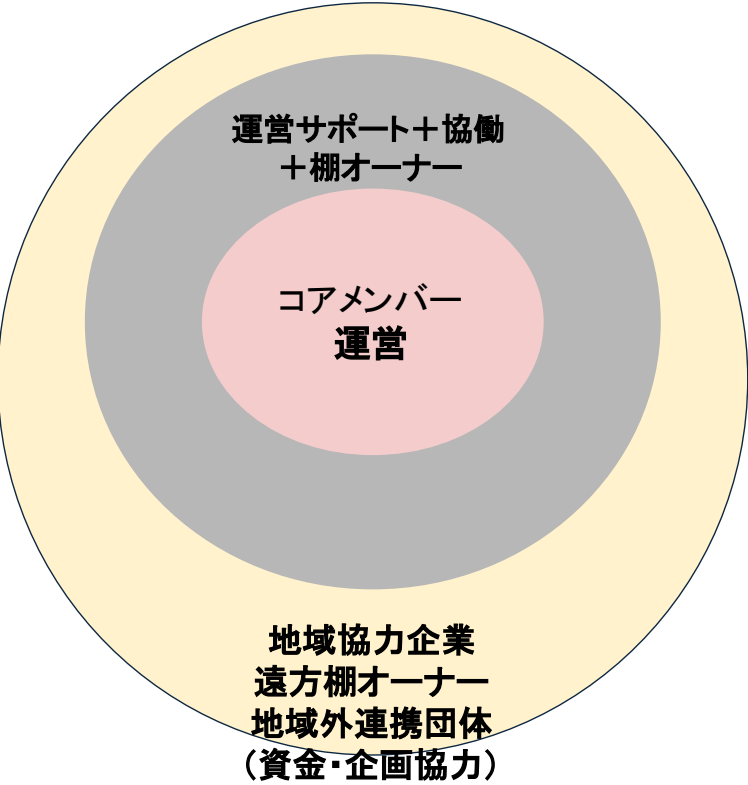 運営サポート＋協働
＋棚オーナー
コアメンバー
運営
地域協力企業
遠方棚オーナー
地域外連携団体
（資金・企画協力）